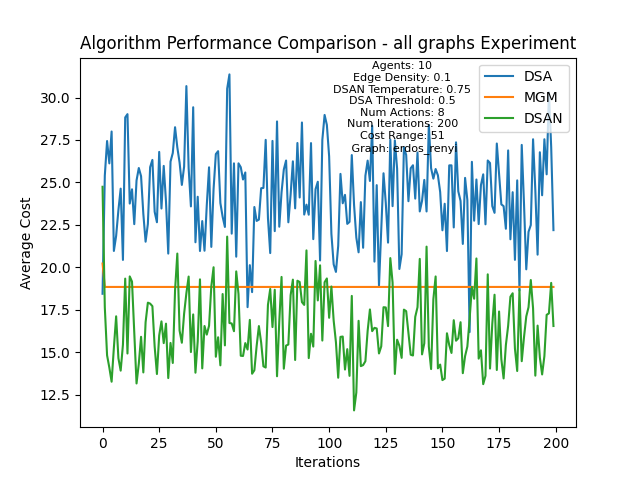 Algorithm Performance Comparison - all graphs Experiment
Agents: 10
Edge Density: 0.1
DSAN Temperature: 0.75
DSA Threshold: 0.5
Num Actions: 8
Num Iterations: 200
Cost Range: 51
Graph: erdos_renyi
DSA
MGM
DSAN
30.0
27.5
25.0
22.5
20.0
17.5
15.0
12.5
Average Cost
0
25
50
75
100
125
150
175
200
Iterations